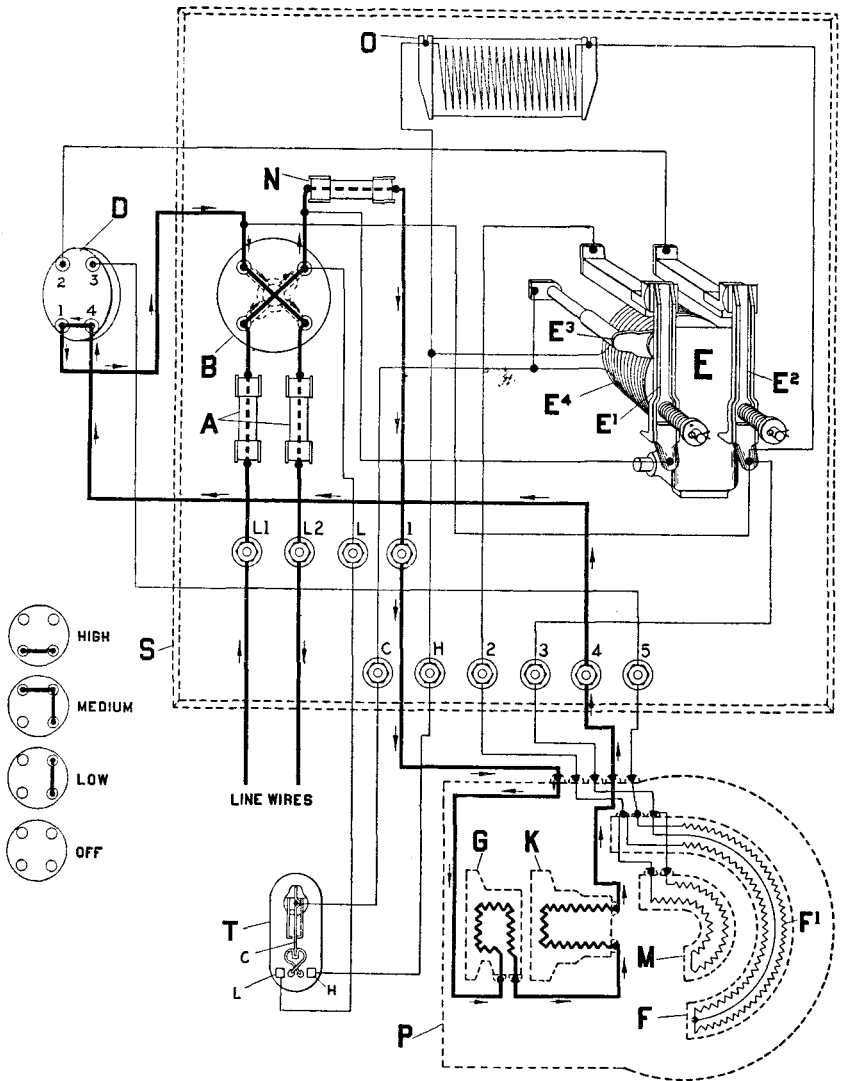 O
N
D
2 3
1 4
B
A
E³
E
E²
E⁴
E¹
L1 L2 L 1
S
C H 2 3 4 5
HIGH
MEDIUM
LOW
OFF
LINE WIRES
G K
T
C
L H
M
F¹
F
P